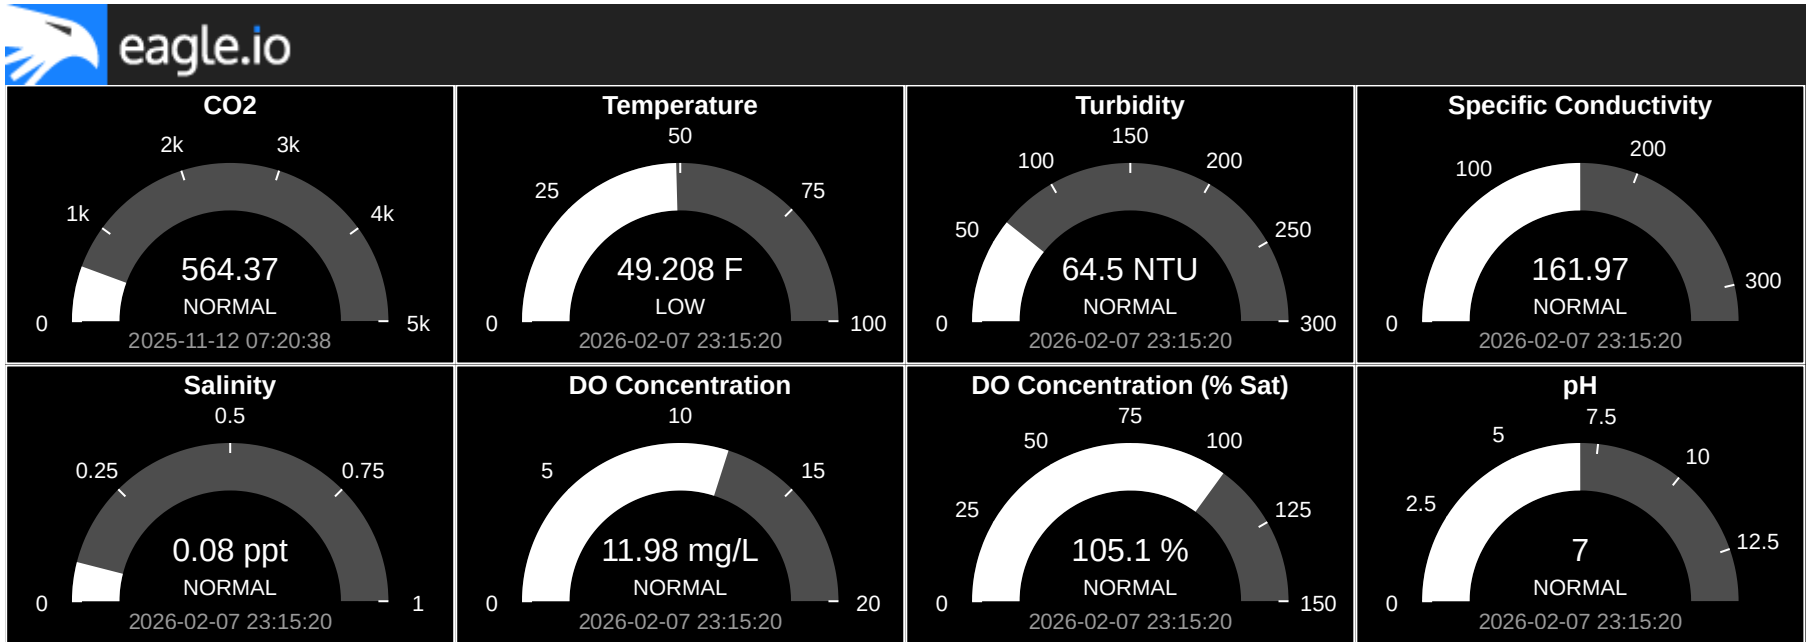 eagle.io
CO2
0
1k
2k
3k
4k
5k
564.37
NORMAL
2025-11-12 07:20:38
Temperature
0
25
50
75
100
49.208 F
LOW
2026-02-07 23:15:20
Turbidity
0
50
100
150
200
250
300
64.5 NTU
NORMAL
2026-02-07 23:15:20
Specific Conductivity
0
100
200
300
161.97
NORMAL
2026-02-07 23:15:20
Salinity
0
0.25
0.5
0.75
1
0.08 ppt
NORMAL
2026-02-07 23:15:20
DO Concentration
0
5
10
15
20
11.98 mg/L
NORMAL
2026-02-07 23:15:20
DO Concentration (% Sat)
0
25
50
75
100
125
150
105.1 %
NORMAL
2026-02-07 23:15:20
pH
0
2.5
5
7.5
10
12.5
7
NORMAL
2026-02-07 23:15:20